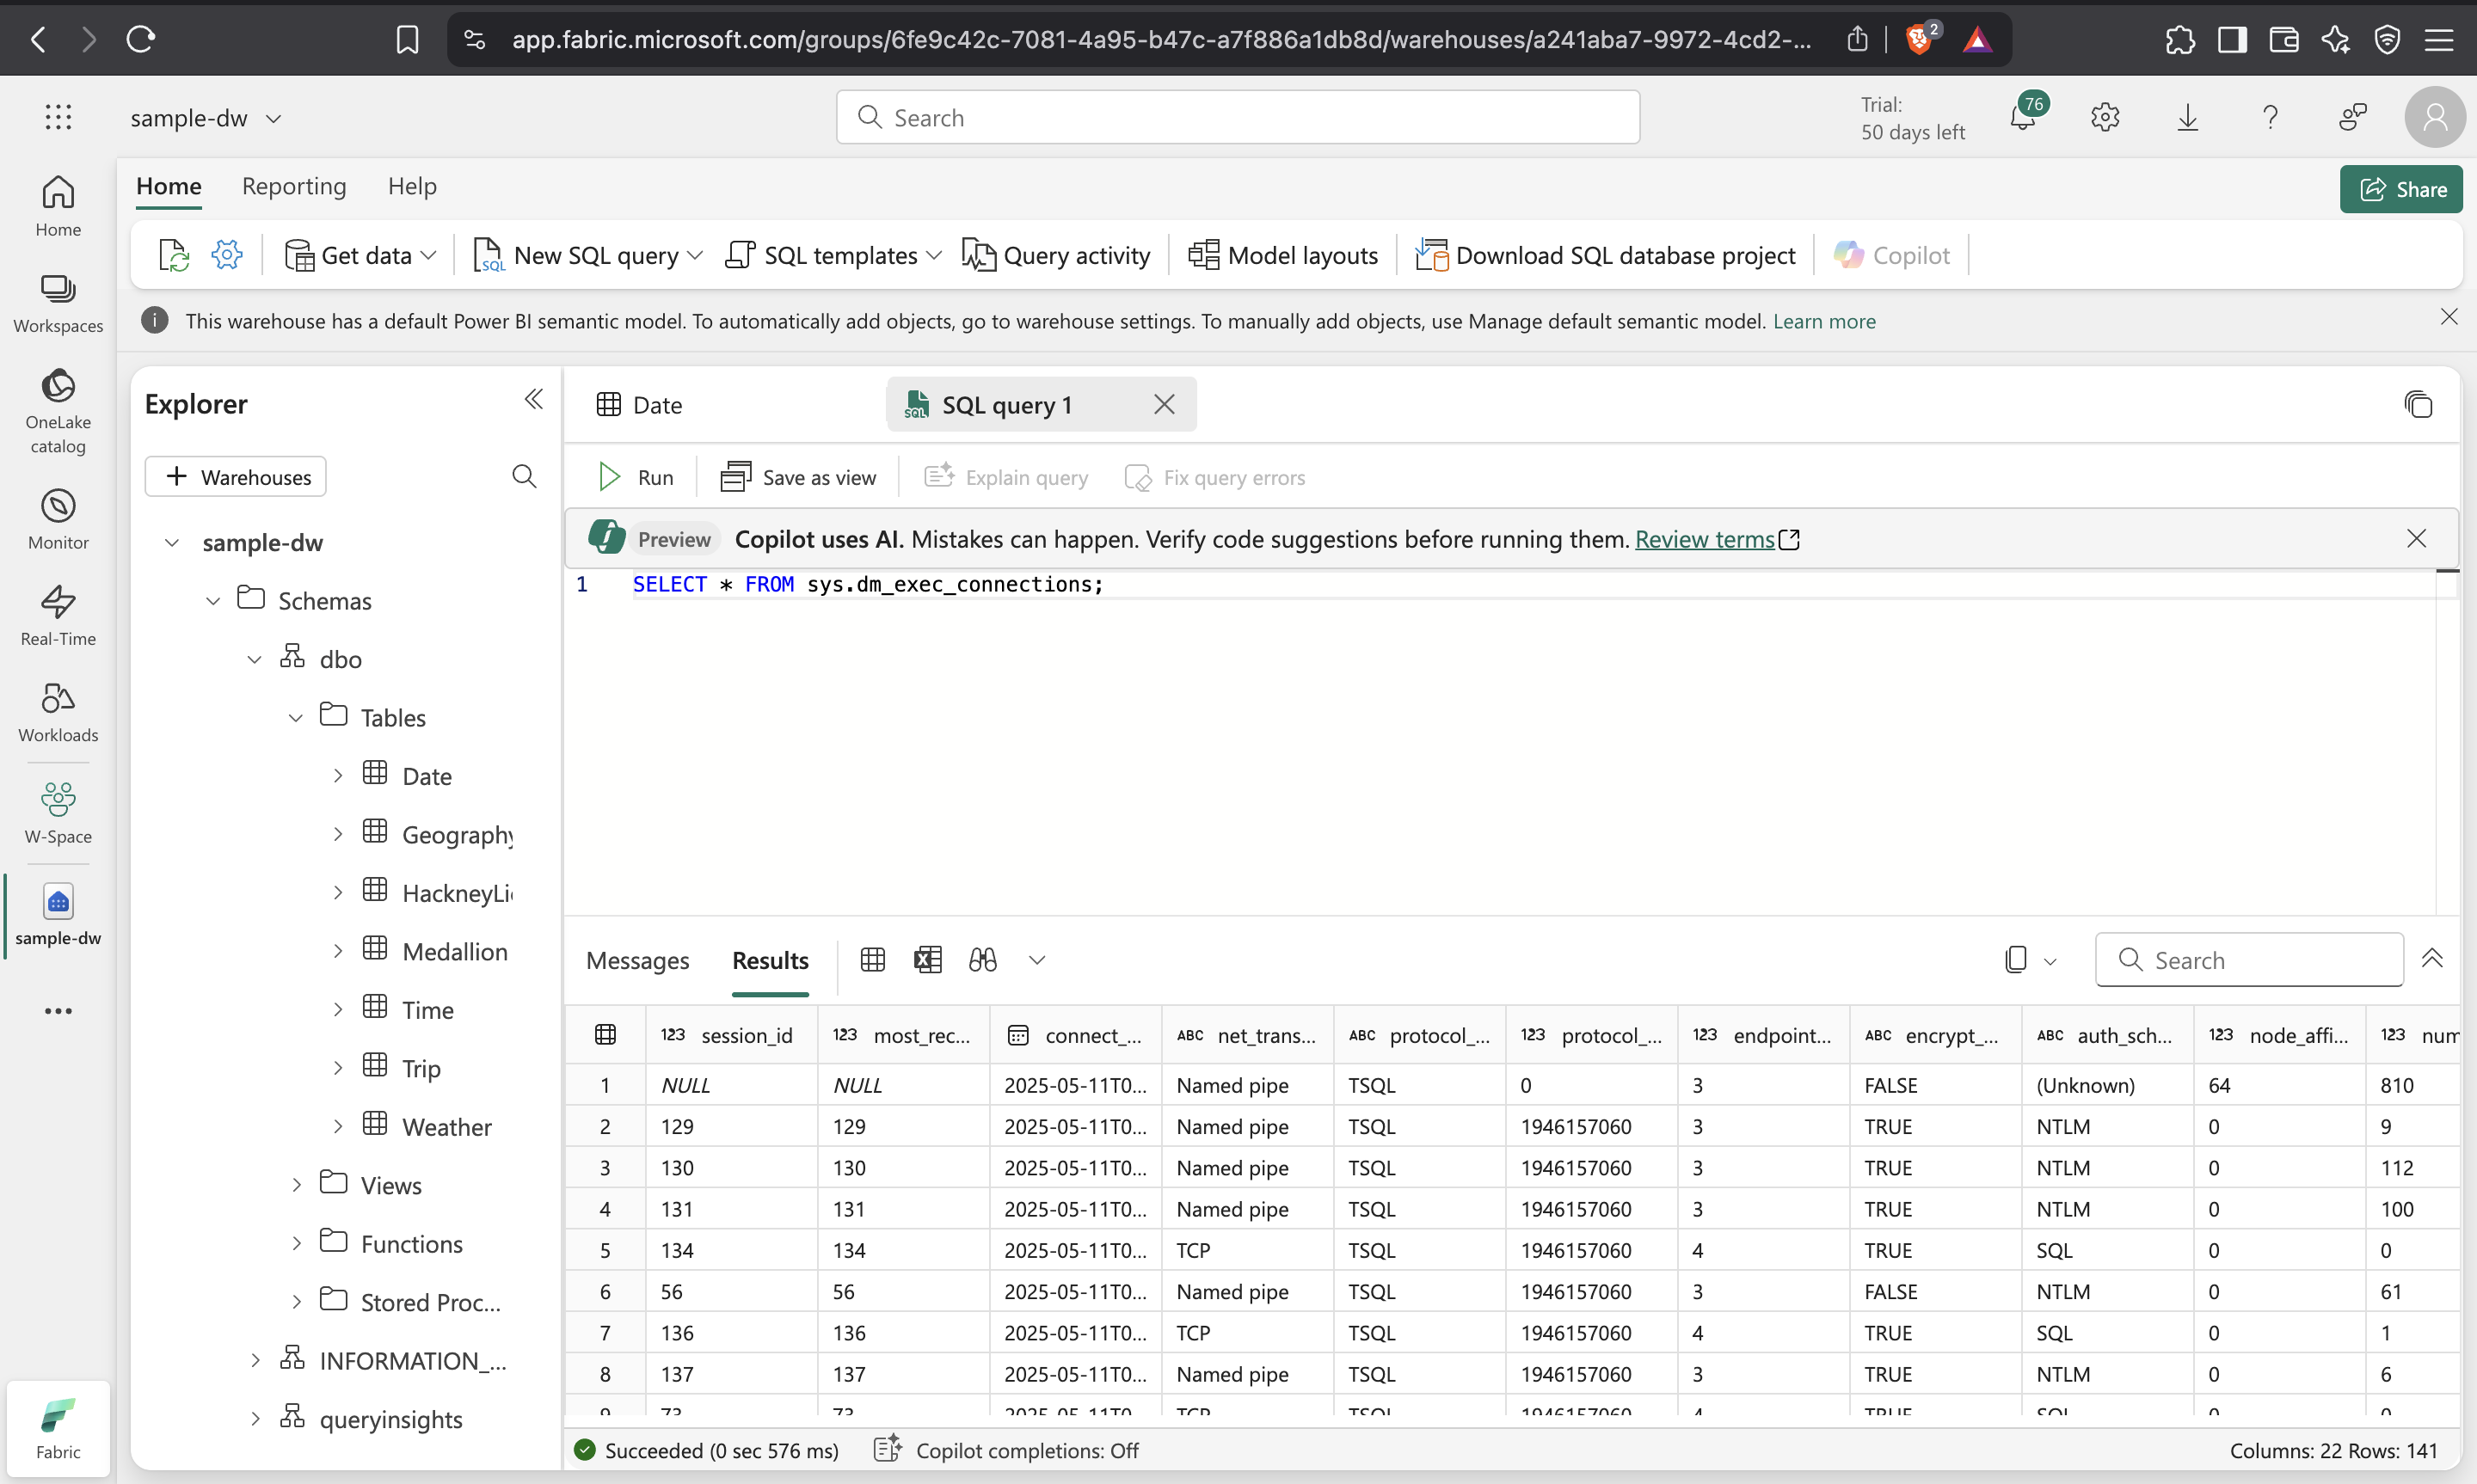 app.fabric.microsoft.com/groups/6fe9c42c-7081-4a95-b47c-a7f886a1db8d/warehouses/a241aba7-9972-4cd2-...
2
sample-dw
Search
Trial:
50 days left
76
Home
Reporting
Help
Share
Get data
New SQL query
SQL templates
Query activity
Model layouts
Download SQL database project
Copilot
This warehouse has a default Power BI semantic model. To automatically add objects, go to warehouse settings. To manually add objects, use Manage default semantic model. Learn more
Home
Workspaces
OneLake
catalog
Monitor
Real-Time
Workloads
W-Space
sample-dw
Fabric
Explorer
Warehouses
sample-dw
Schemas
dbo
Tables
Date
Geography
HackneyLi
Medallion
Time
Trip
Weather
Views
Functions
Stored Proc...
INFORMATION_...
queryinsights
Date
SQL query 1
Run
Save as view
Explain query
Fix query errors
Preview Copilot uses AI. Mistakes can happen. Verify code suggestions before running them. Review terms
1 SELECT * FROM sys.dm_exec_connections;
Messages
Results
Search
123 session_id 123 most_rec... connect_... ABC net_trans... ABC protocol_... 123 protocol_... 123 endpoint... ABC encrypt_... ABC auth_sch... 123 node_affi... 123 num
1 NULL NULL 2025-05-11T0... Named pipe TSQL 0 3 FALSE (Unknown) 64 810
2 129 129 2025-05-11T0... Named pipe TSQL 1946157060 3 TRUE NTLM 0 9
3 130 130 2025-05-11T0... Named pipe TSQL 1946157060 3 TRUE NTLM 0 112
4 131 131 2025-05-11T0... Named pipe TSQL 1946157060 3 TRUE NTLM 0 100
5 134 134 2025-05-11T0... TCP TSQL 1946157060 4 TRUE SQL 0 0
6 56 56 2025-05-11T0... Named pipe TSQL 1946157060 3 FALSE NTLM 0 61
7 136 136 2025-05-11T0... TCP TSQL 1946157060 4 TRUE SQL 0 1
8 137 137 2025-05-11T0... Named pipe TSQL 1946157060 3 TRUE NTLM 0 6
9 73 73 2025-05-11T0... TCP TSQL 1946157060 4 TRUE SQL 0 0
Succeeded (0 sec 576 ms)
Copilot completions: Off
Columns: 22 Rows: 141